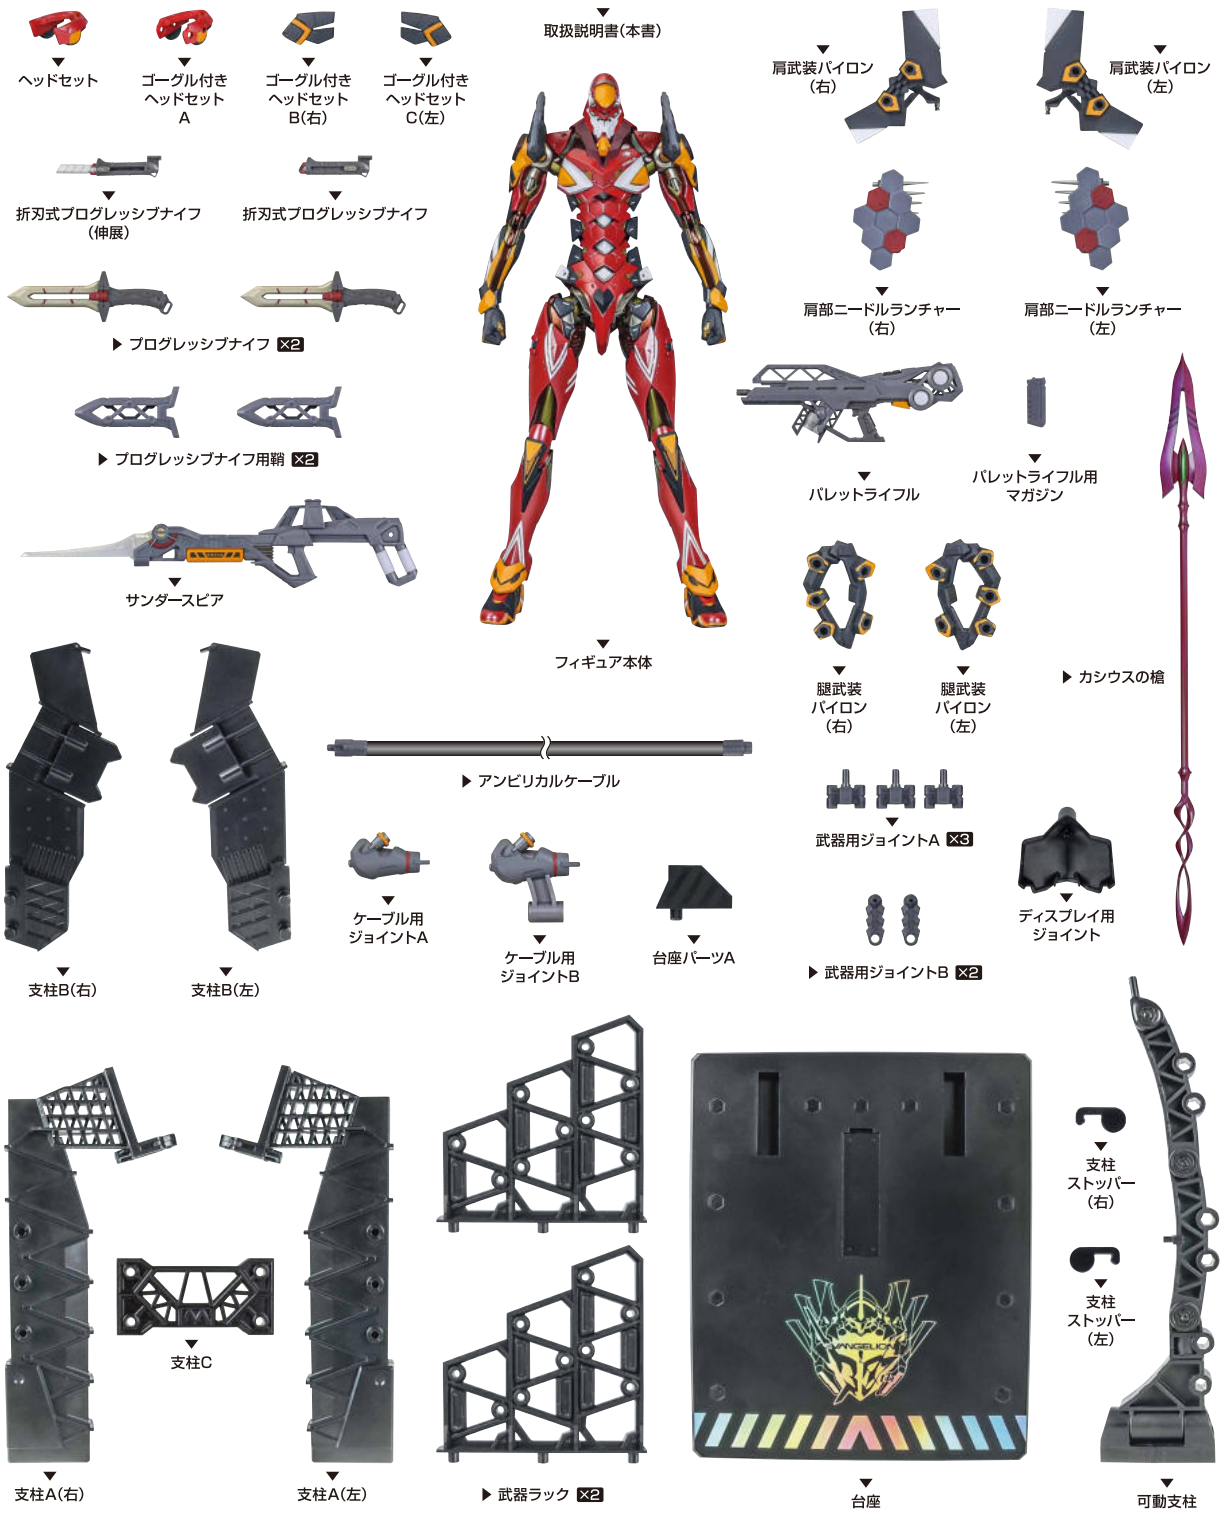 取扱説明書(本書)
ヘッドセット
ゴーグル付き
ヘッドセット
A
ゴーグル付き
ヘッドセット
B(右)
ゴーグル付き
ヘッドセット
C(左)
肩武装パイロン
(右)
肩武装パイロン
(左)
折刃式プログレッシブナイフ
(伸展)
折刃式プログレッシブナイフ
肩部ニードルランチャー
(右)
肩部ニードルランチャー
(左)
プログレッシブナイフ ×2
プログレッシブナイフ用鞘 ×2
パレットライフル
パレットライフル用
マガジン
サンダースピア
フィギュア本体
腿武装
パイロン
(右)
腿武装
パイロン
(左)
カシウスの槍
アンビリカルケーブル
武器用ジョイントA ×3
ケーブル用
ジョイントA
ケーブル用
ジョイントB
台座パーツA
武器用ジョイントB ×2
ディスプレイ用
ジョイント
支柱B(右)
支柱B(左)
支柱
ストッパー
(右)
支柱
ストッパー
(左)
支柱C
EVANGELION
支柱A(右)
支柱A(左)
武器ラック ×2
台座
可動支柱